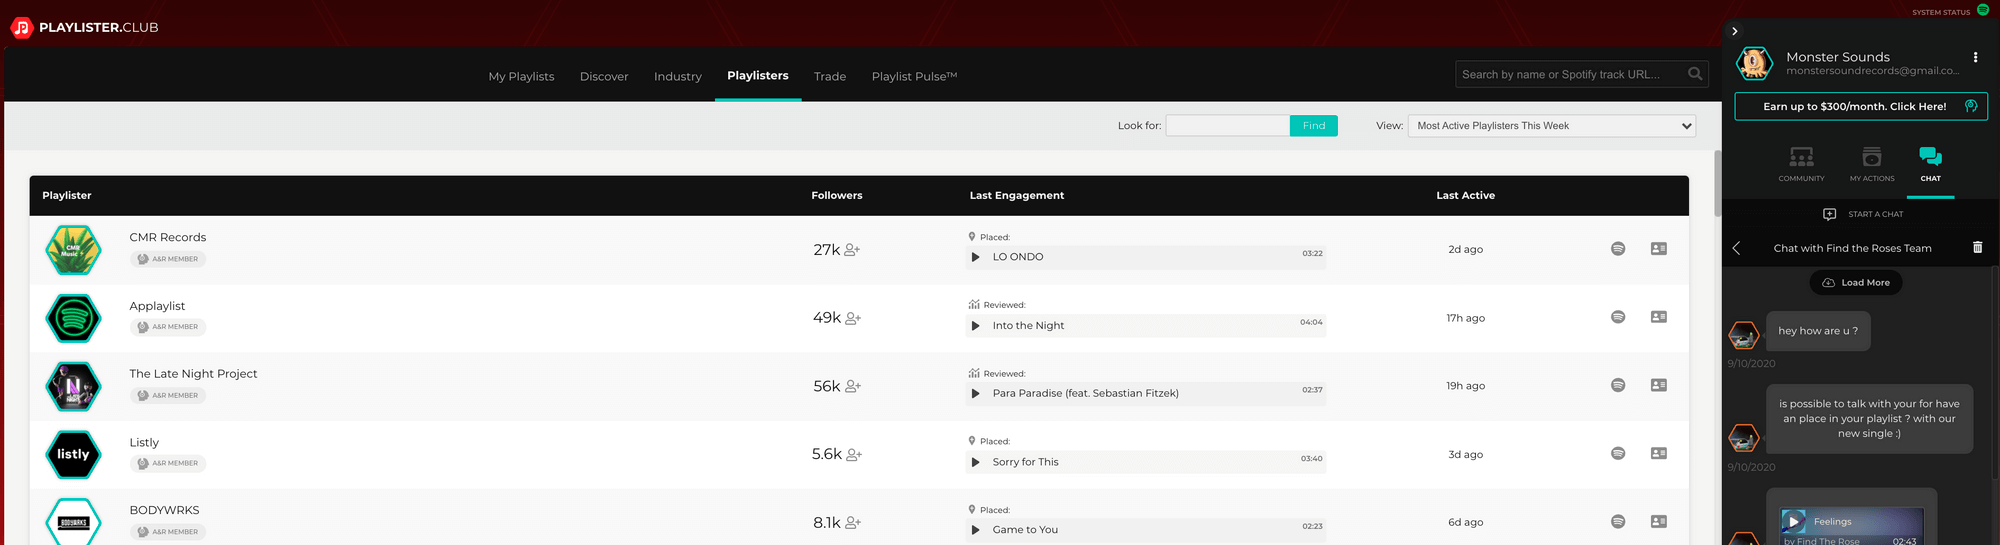 SYSTEM STATUS
PLAYLISTER.CLUB
My Playlists Discover Industry Playlisters Trade Playlist Pulse™
Search by name or Spotify track URL...
Look for: Find View: Most Active Playlisters This Week
Playlister Followers Last Engagement Last Active
CMR Music
CMR Records
A&R MEMBER
27k
Placed:
LO ONDO 03:22
2d ago
Applaylist
A&R MEMBER
49k
Reviewed:
Into the Night 04:04
17h ago
N
The Late Night Project
A&R MEMBER
56k
Reviewed:
Para Paradise (feat. Sebastian Fitzek) 02:37
19h ago
listly
Listly
A&R MEMBER
5.6k
Placed:
Sorry for This 03:40
3d ago
BODYWRKS
BODYWRKS
A&R MEMBER
8.1k
Placed:
Game to You 02:23
6d ago
Monster Sounds
monstersoundrecords@gmail.co...
Earn up to $300/month. Click Here!
COMMUNITY MY ACTIONS CHAT
START A CHAT
Chat with Find the Roses Team
Load More
hey how are u ?
9/10/2020
is possible to talk with your for have
an place in your playlist ? with our
new single :)
9/10/2020
Feelings
by Find The Rose 02:43